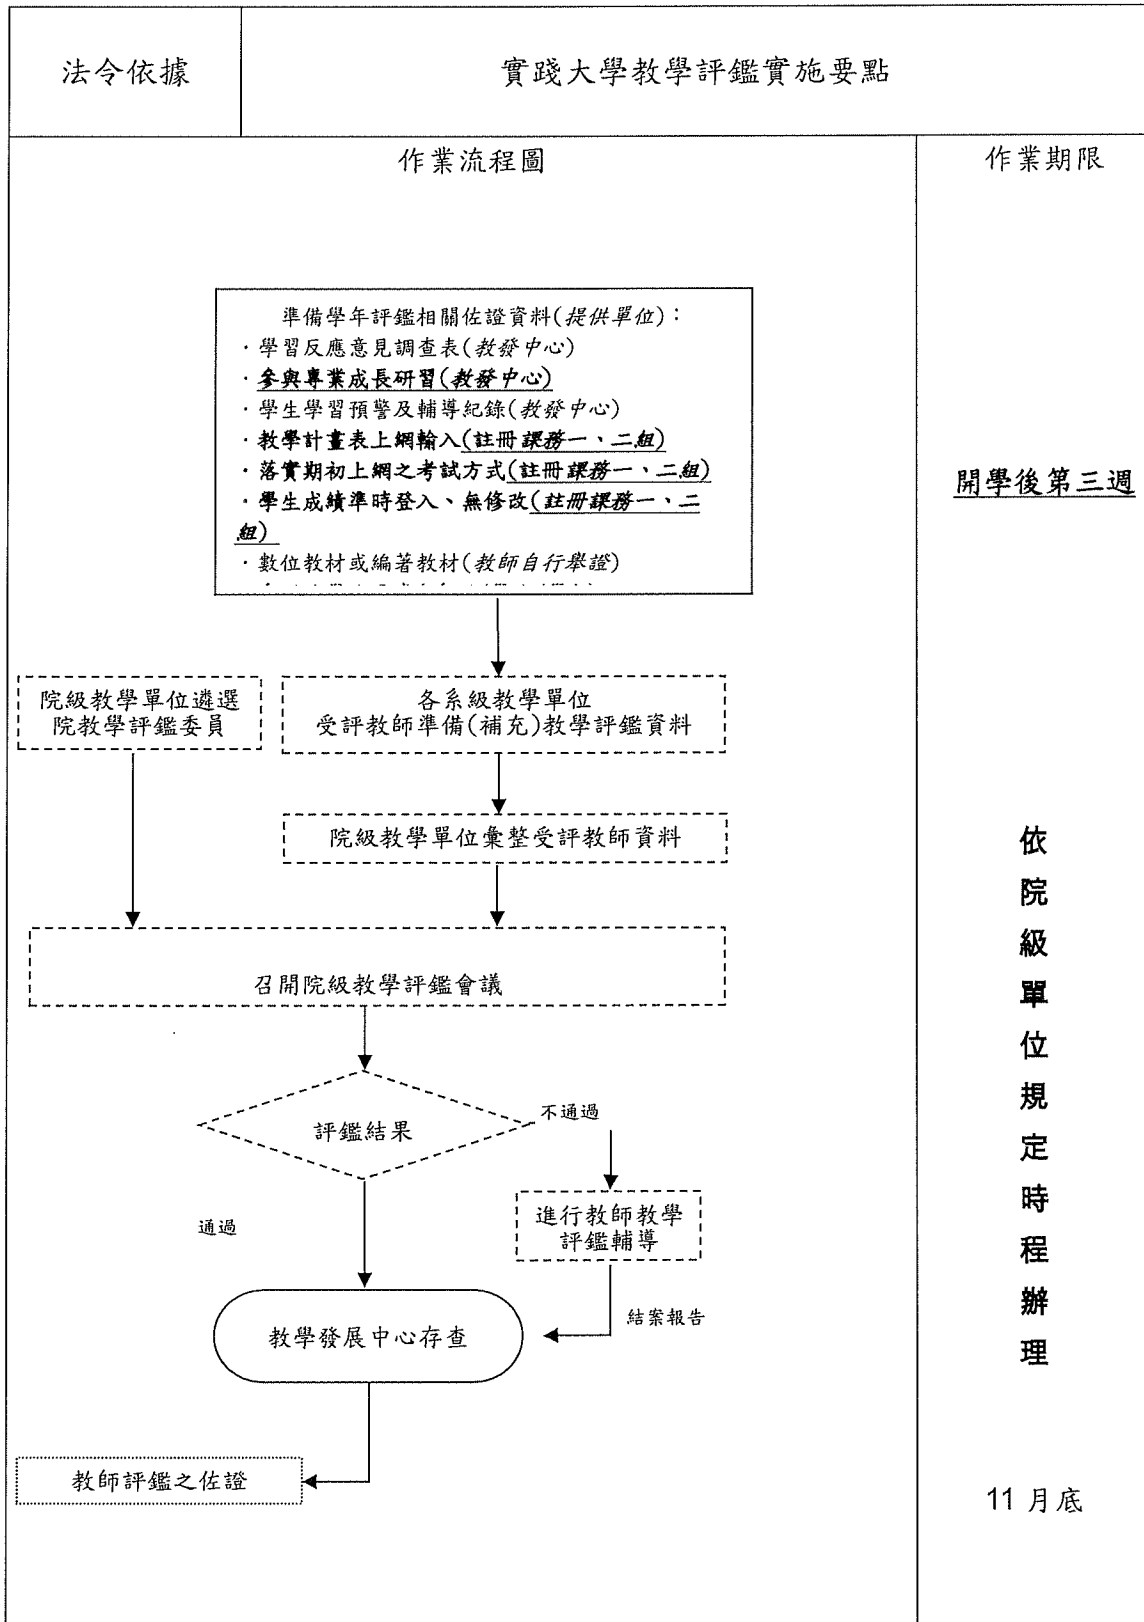 法令依據
實踐大學教學評鑑實施要點
作業流程圖
作業期限
準備學年評鑑相關佐證資料(提供單位)：
‧學習反應意見調查表(教發中心)
‧參與專業成長研習(教發中心)
‧學生學習預警及輔導紀錄(教發中心)
‧教學計畫表上網輸入(註冊課務一、二組)
‧落實期初上網之考試方式(註冊課務一、二組)
‧學生成績準時登入、無修改(註冊課務一、二
組)
‧數位教材或編著教材(教師自行舉證)
開學後第三週
院級教學單位遴選
院教學評鑑委員
各系級教學單位
受評教師準備(補充)教學評鑑資料
院級教學單位彙整受評教師資料
召開院級教學評鑑會議
評鑑結果
不通過
通過
進行教師教學
評鑑輔導
結案報告
教學發展中心存查
教師評鑑之佐證
依
院
級
單
位
規
定
時
程
辦
理
11 月底